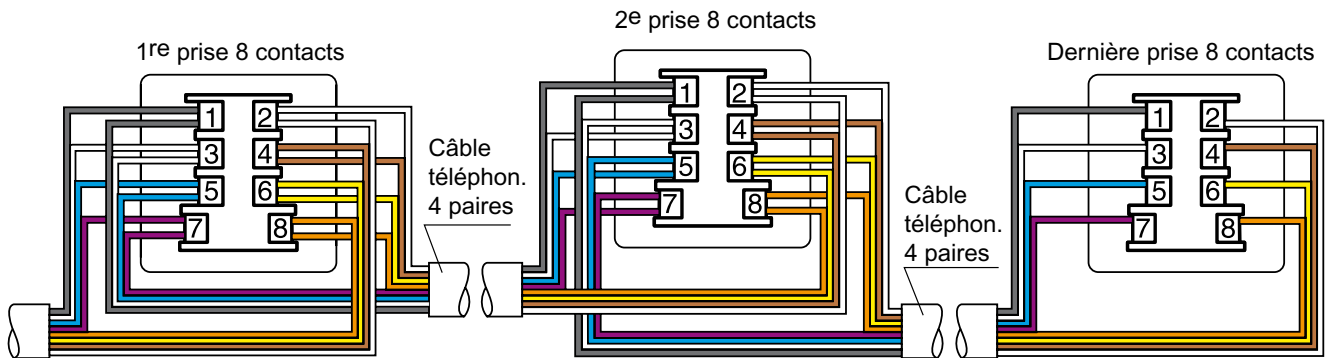 1re prise 8 contacts
2e prise 8 contacts
Dernière prise 8 contacts
1 2
3 4
5 6
7 8
Câble
téléphon.
4 paires
1 2
3 4
5 6
7 8
Câble
téléphon.
4 paires
1 2
3 4
5 6
7 8